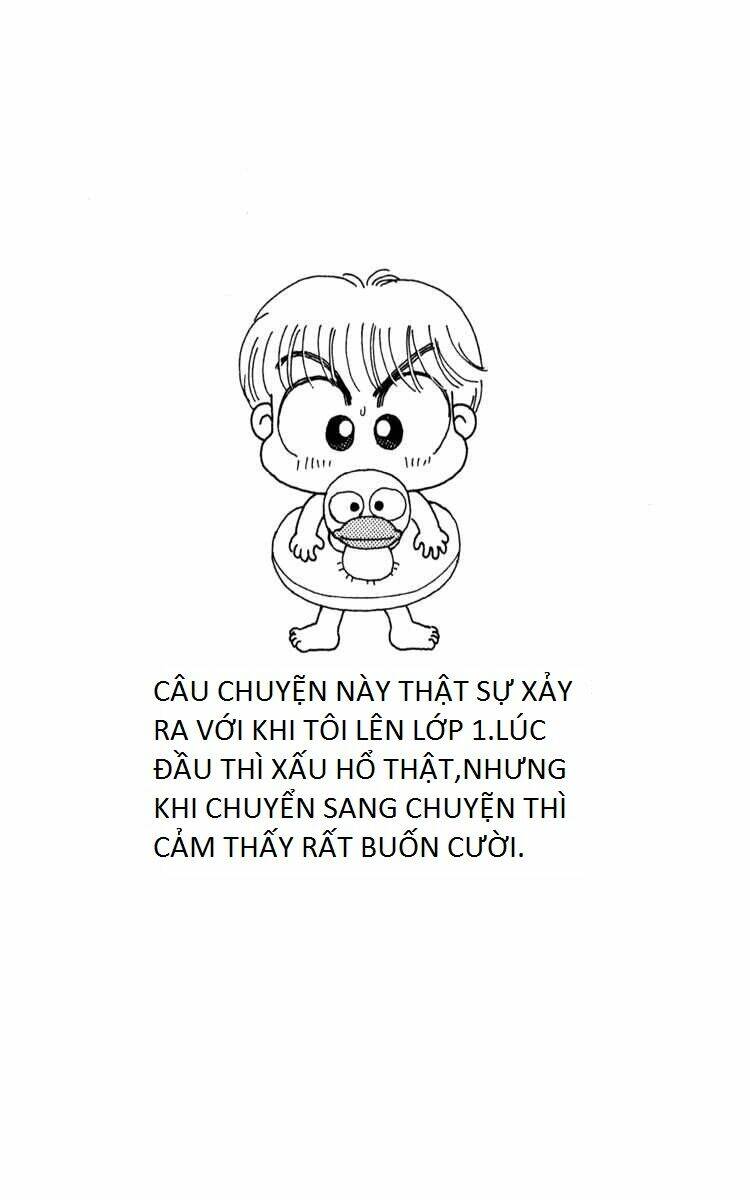 CÂU CHUYỆN NÀY THẬT SỰ XẢY
RA VỚI KHI TÔI LÊN LỚP 1.LÚC
ĐẦU THÌ XẤU HỔ THẬT,NHƯNG
KHI CHUYỂN SANG CHUYỆN THÌ
CẢM THẤY RẤT BUỐN CƯỜI.